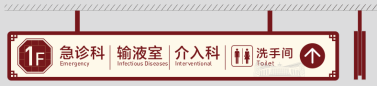 1F 急诊科 输液室 介入科 洗手间
Emergency Infectious Diseases Interventional Toilet